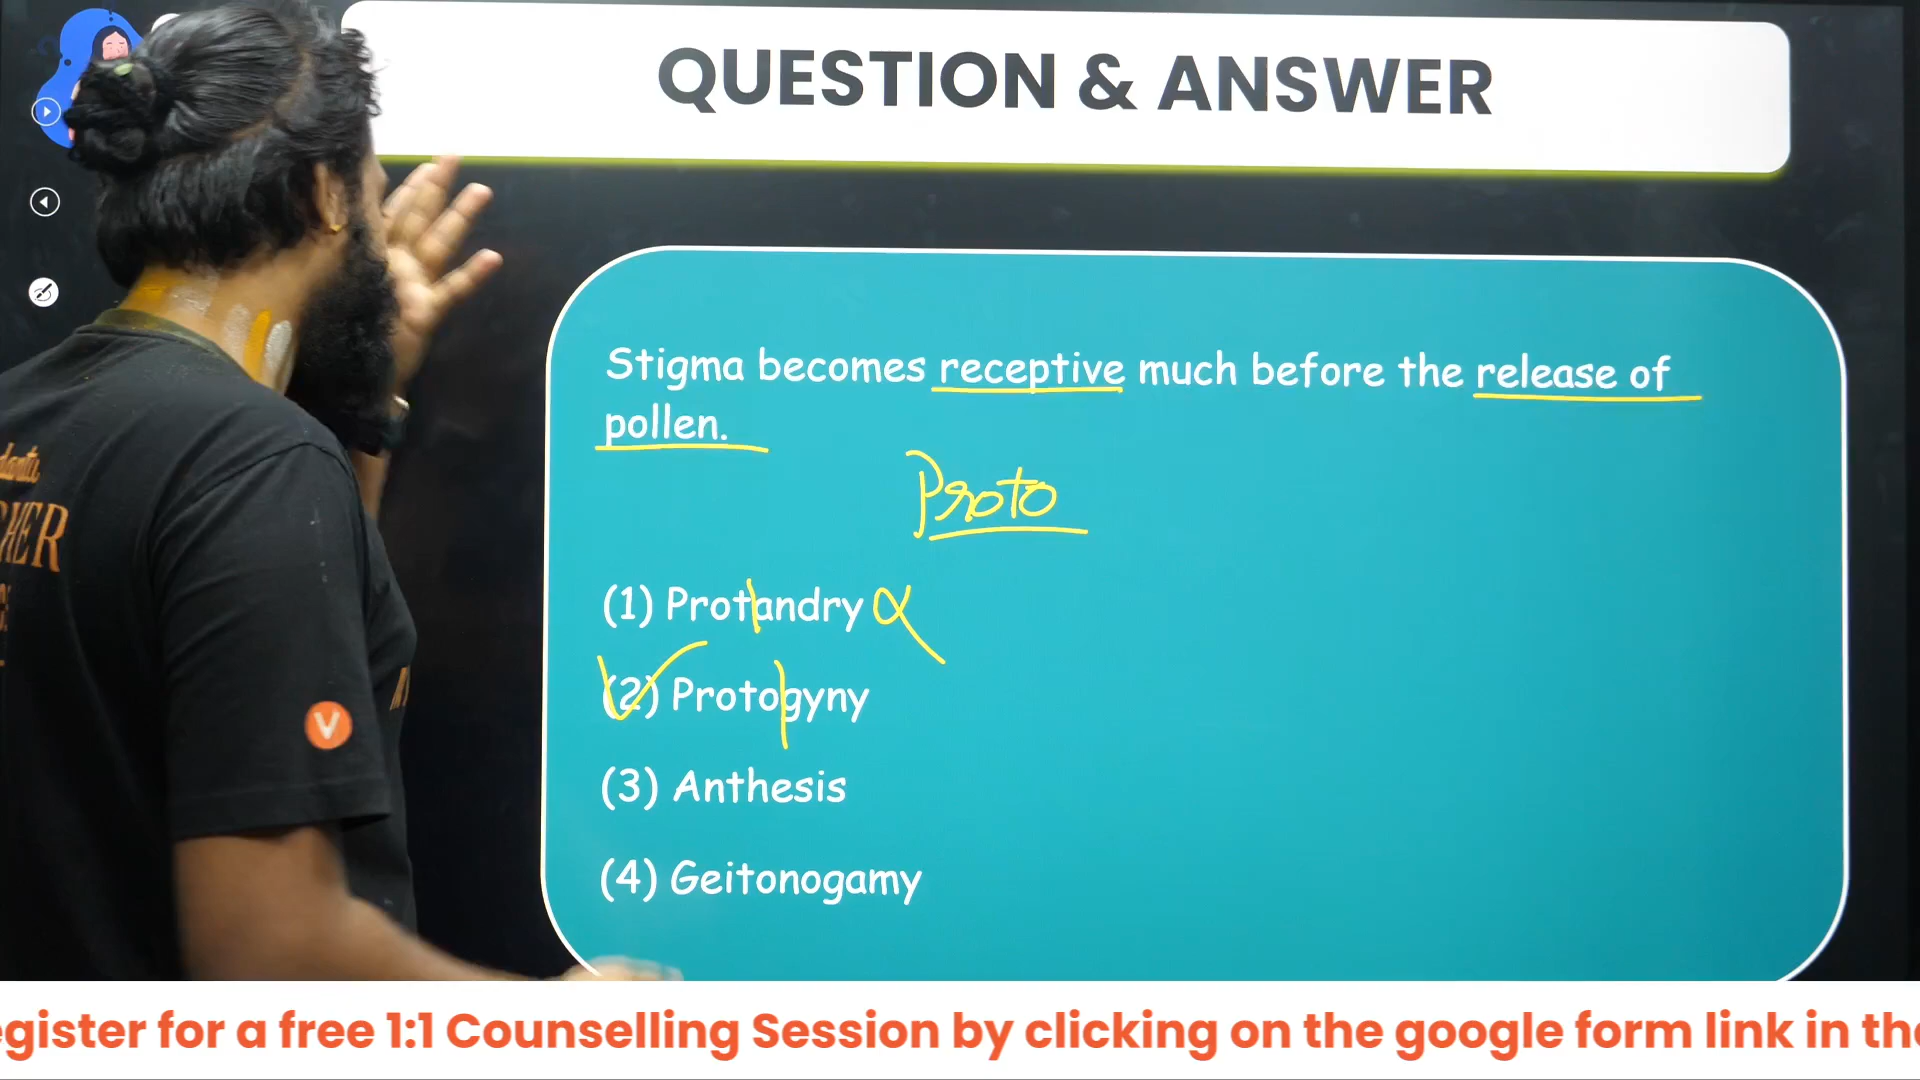 QUESTION & ANSWER
Stigma becomes receptive much before the release of
pollen.
Proto
(1) Protandry
(2) Protogyny
(3) Anthesis
(4) Geitonogamy
HER
V
egister for a free 1:1 Counselling Session by clicking on the google form link in the